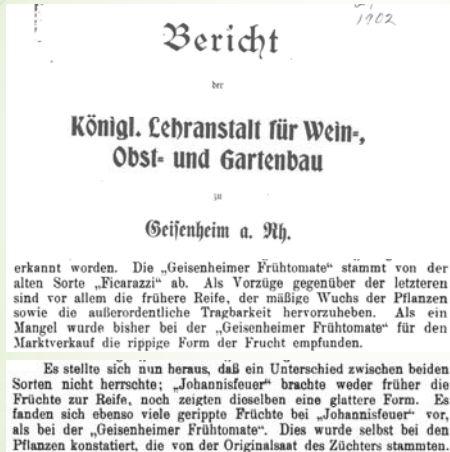 1902
Bericht
der
Königl. Lehranstalt für Wein-,
Obst- und Gartenbau
zu
Geisenheim a. Rh.
erkannt worden. Die „Geisenheimer Frühtomate“ stammt von der
alten Sorte „Ficarazzi“ ab. Als Vorzüge gegenüber der letzteren
sind vor allem die frühere Reife, der mäßige Wuchs der Pflanzen
sowie die außerordentliche Tragbarkeit hervorzuheben. Als ein
Mangel wurde bisher bei der „Geisenheimer Frühtomate“ für den
Marktverkauf die rippige Form der Frucht empfunden.
Es stellte sich nun heraus, daß ein Unterschied zwischen beiden
Sorten nicht herrschte; „Johannisfeuer“ brachte weder früher die
Früchte zur Reife, noch zeigten dieselben eine glattere Form. Es
fanden sich ebenso viele gerippte Früchte bei „Johannisfeuer“ vor,
als bei der „Geisenheimer Frühtomate“. Dies wurde selbst bei den
Pflanzen konstatiert, die von der Originalsaat des Züchters stammten.